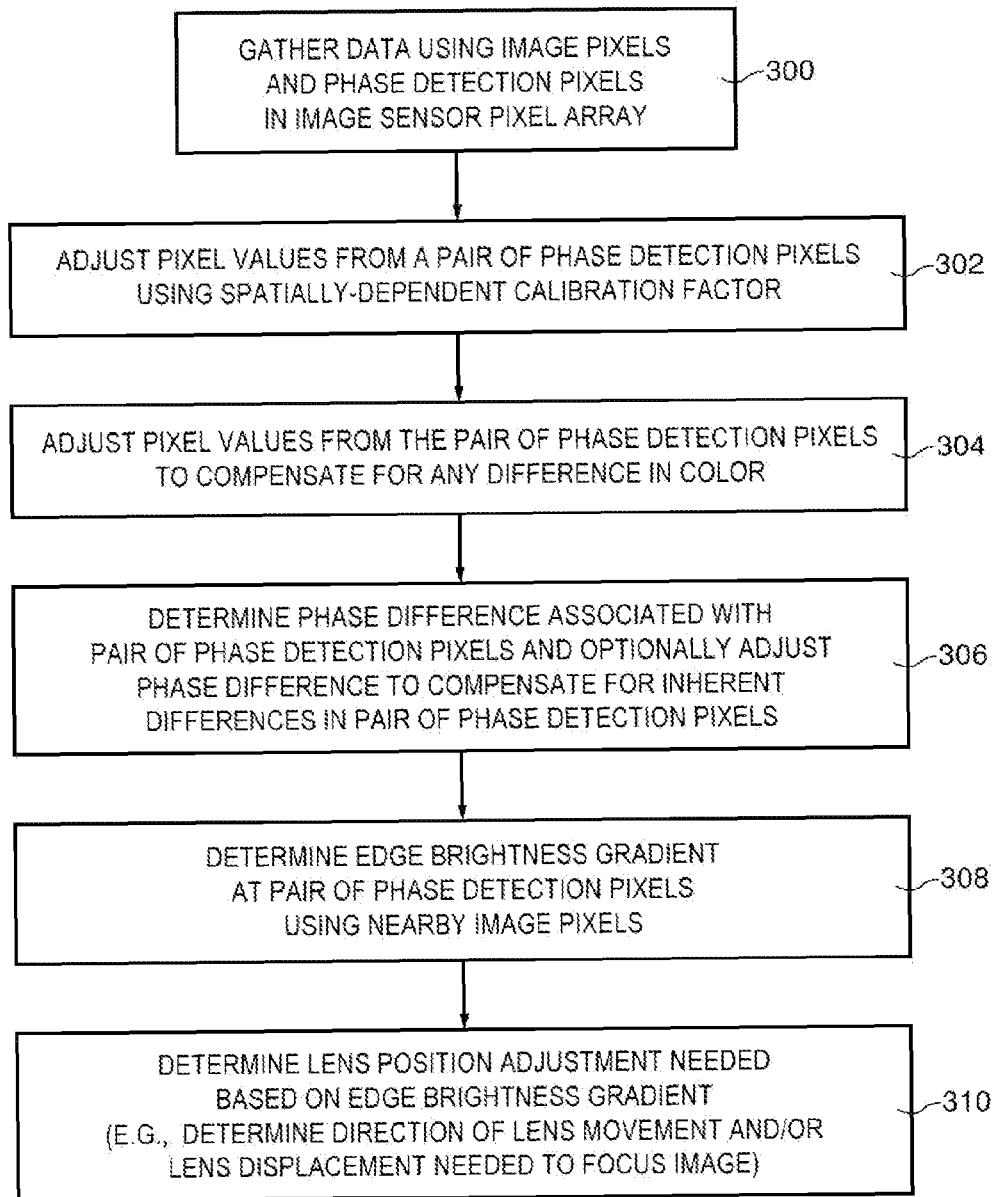 GATHER DATA USING IMAGE PIXELS
AND PHASE DETECTION PIXELS
IN IMAGE SENSOR PIXEL ARRAY
300
ADJUST PIXEL VALUES FROM A PAIR OF PHASE DETECTION PIXELS
USING SPATIALLY-DEPENDENT CALIBRATION FACTOR
302
ADJUST PIXEL VALUES FROM THE PAIR OF PHASE DETECTION PIXELS
TO COMPENSATE FOR ANY DIFFERENCE IN COLOR
304
DETERMINE PHASE DIFFERENCE ASSOCIATED WITH
PAIR OF PHASE DETECTION PIXELS AND OPTIONALLY ADJUST
PHASE DIFFERENCE TO COMPENSATE FOR INHERENT
DIFFERENCES IN PAIR OF PHASE DETECTION PIXELS
306
DETERMINE EDGE BRIGHTNESS GRADIENT
AT PAIR OF PHASE DETECTION PIXELS
USING NEARBY IMAGE PIXELS
308
DETERMINE LENS POSITION ADJUSTMENT NEEDED
BASED ON EDGE BRIGHTNESS GRADIENT
(E.G., DETERMINE DIRECTION OF LENS MOVEMENT AND/OR
LENS DISPLACEMENT NEEDED TO FOCUS IMAGE)
310